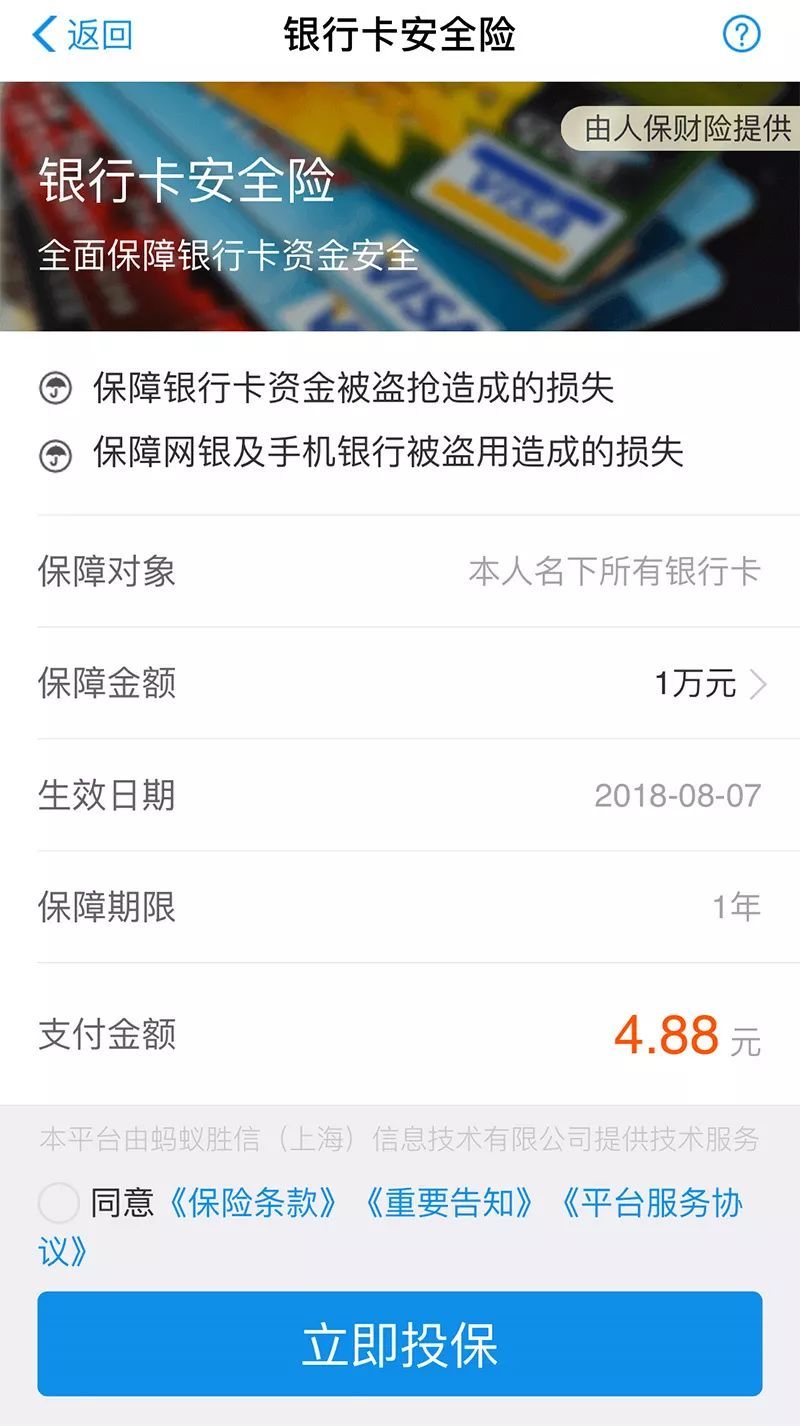 返回
银行卡安全险
由人保财险提供
银行卡安全险
全面保障银行卡资金安全
VISA
VISA
保障银行卡资金被盗抢造成的损失
保障网银及手机银行被盗用造成的损失
保障对象 本人名下所有银行卡
保障金额 1万元
生效日期 2018-08-07
保障期限 1年
支付金额 4.88 元
本平台由蚂蚁胜信（上海）信息技术有限公司提供技术服务
同意《保险条款》《重要告知》《平台服务协
议》
立即投保